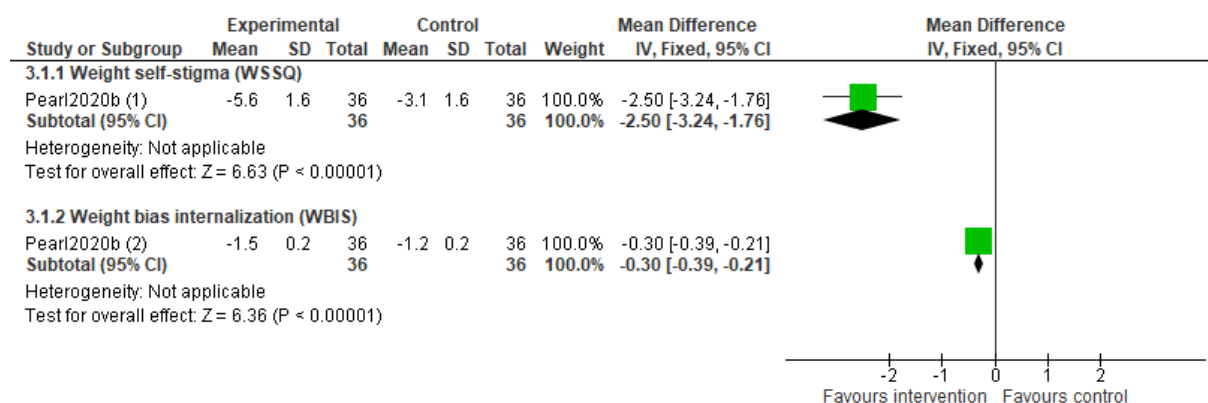 Experimental Control Mean Difference Mean Difference
Study or Subgroup Mean SD Total Mean SD Total Weight IV, Fixed, 95% CI IV, Fixed, 95% CI
3.1.1 Weight self-stigma (WSSQ)
Pearl2020b (1) -5.6 1.6 36 -3.1 1.6 36 100.0% -2.50 [-3.24, -1.76]
Subtotal (95% CI) 36 36 100.0% -2.50 [-3.24, -1.76]
Heterogeneity: Not applicable
Test for overall effect: Z = 6.63 (P < 0.00001)
3.1.2 Weight bias internalization (WBIS)
Pearl2020b (2) -1.5 0.2 36 -1.2 0.2 36 100.0% -0.30 [-0.39, -0.21]
Subtotal (95% CI) 36 36 100.0% -0.30 [-0.39, -0.21]
Heterogeneity: Not applicable
Test for overall effect: Z = 6.36 (P < 0.00001)
-2 -1 0 1 2
Favours intervention Favours control